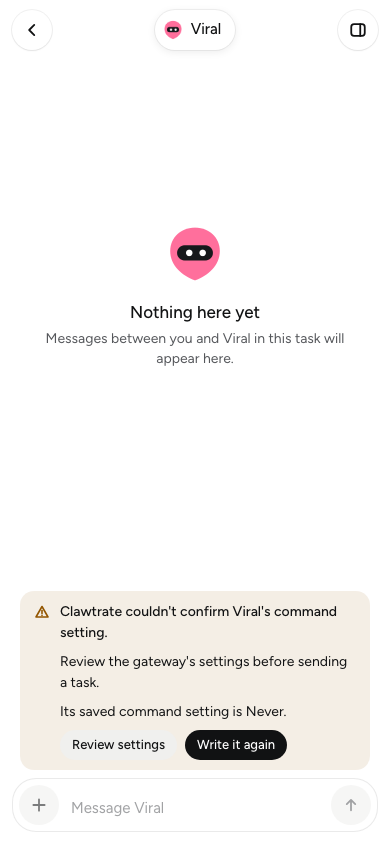 Viral
Nothing here yet
Messages between you and Viral in this task will
appear here.
Clawtrate couldn't confirm Viral's command
setting.
Review the gateway's settings before sending
a task.
Its saved command setting is Never.
Review settings
Write it again
Message Viral